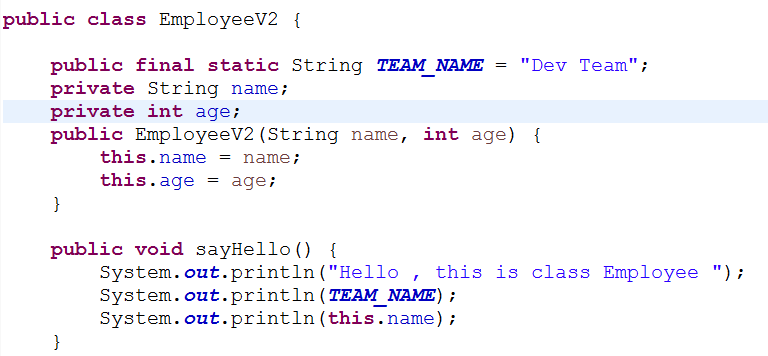 public class EmployeeV2 {
public final static String TEAM_NAME = "Dev Team";
private String name;
private int age;
public EmployeeV2(String name, int age) {
this.name = name;
this.age = age;
}
public void sayHello() {
System.out.println("Hello , this is class Employee ");
System.out.println(TEAM_NAME);
System.out.println(this.name);
}